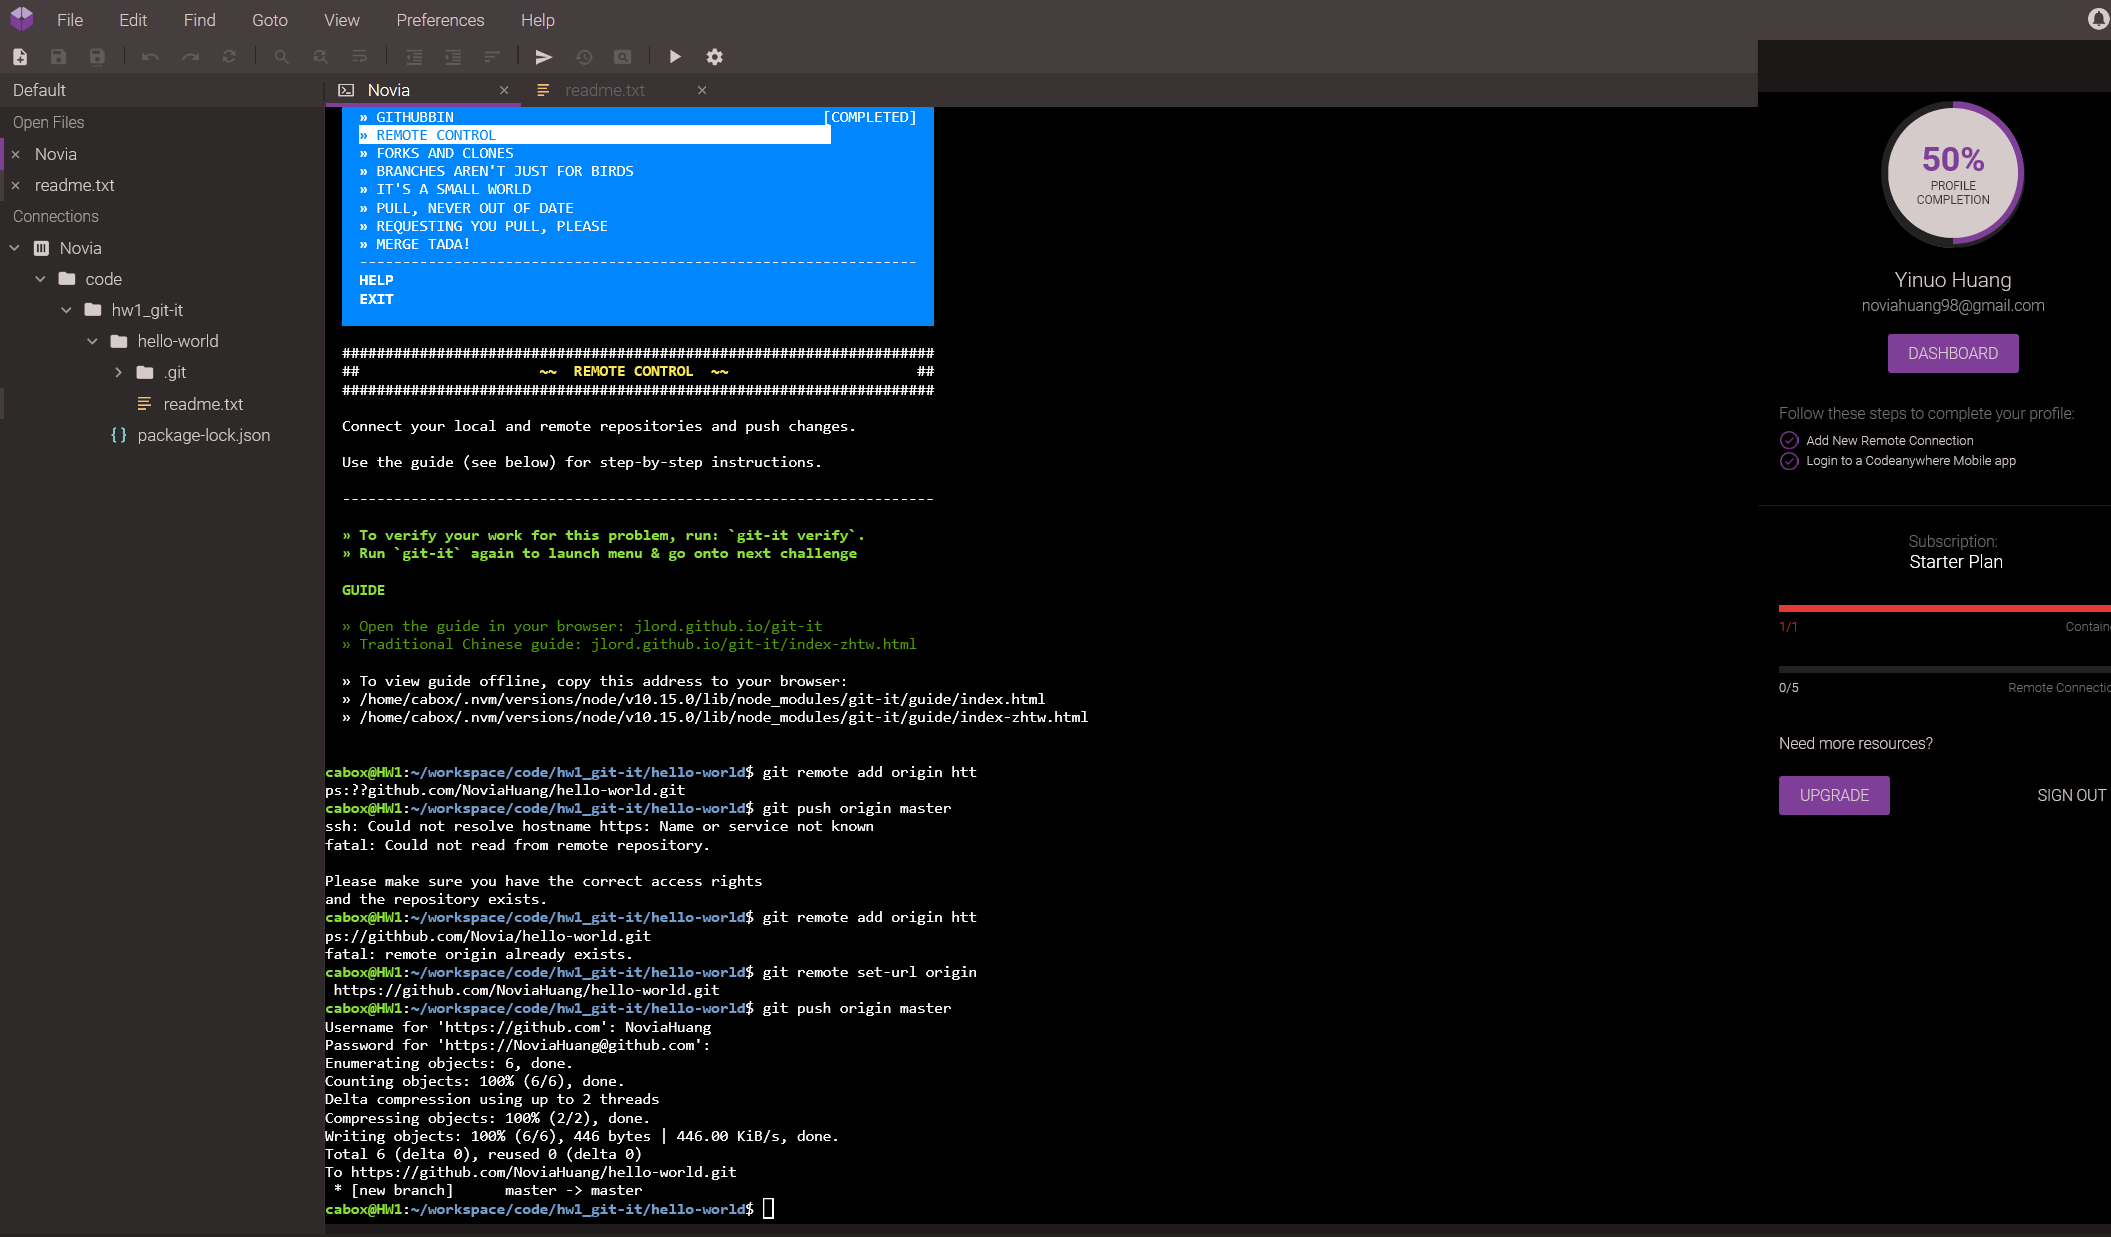 File Edit Find Goto View Preferences Help
Default
Novia
readme.txt
Open Files
Novia
readme.txt
Connections
Novia
code
hw1_git-it
hello-world
.git
readme.txt
package-lock.json
» GITHUBBIN [COMPLETED]
» REMOTE CONTROL
» FORKS AND CLONES
» BRANCHES AREN'T JUST FOR BIRDS
» IT'S A SMALL WORLD
» PULL, NEVER OUT OF DATE
» REQUESTING YOU PULL, PLEASE
» MERGE TADA!
-----------------------------------------------------------------
HELP
EXIT
#####################################################################
## ~~ REMOTE CONTROL ~~ ##
#####################################################################
Connect your local and remote repositories and push changes.
Use the guide (see below) for step-by-step instructions.
---------------------------------------------------------------------
» To verify your work for this problem, run: `git-it verify`.
» Run `git-it` again to launch menu & go onto next challenge
GUIDE
» Open the guide in your browser: jlord.github.io/git-it
» Traditional Chinese guide: jlord.github.io/git-it/index-zhtw.html
» To view guide offline, copy this address to your browser:
» /home/cabox/.nvm/versions/node/v10.15.0/lib/node_modules/git-it/guide/index.html
» /home/cabox/.nvm/versions/node/v10.15.0/lib/node_modules/git-it/guide/index-zhtw.html
cabox@HW1:~/workspace/code/hw1_git-it/hello-world$ git remote add origin htt
ps:??github.com/NoviaHuang/hello-world.git
cabox@HW1:~/workspace/code/hw1_git-it/hello-world$ git push origin master
ssh: Could not resolve hostname https: Name or service not known
fatal: Could not read from remote repository.
Please make sure you have the correct access rights
and the repository exists.
cabox@HW1:~/workspace/code/hw1_git-it/hello-world$ git remote add origin htt
ps://githbub.com/Novia/hello-world.git
fatal: remote origin already exists.
cabox@HW1:~/workspace/code/hw1_git-it/hello-world$ git remote set-url origin
https://github.com/NoviaHuang/hello-world.git
cabox@HW1:~/workspace/code/hw1_git-it/hello-world$ git push origin master
Username for 'https://github.com': NoviaHuang
Password for 'https://NoviaHuang@github.com':
Enumerating objects: 6, done.
Counting objects: 100% (6/6), done.
Delta compression using up to 2 threads
Compressing objects: 100% (2/2), done.
Writing objects: 100% (6/6), 446 bytes | 446.00 KiB/s, done.
Total 6 (delta 0), reused 0 (delta 0)
To https://github.com/NoviaHuang/hello-world.git
* [new branch] master -> master
cabox@HW1:~/workspace/code/hw1_git-it/hello-world$
50%
PROFILE
COMPLETION
Yinuo Huang
noviahuang98@gmail.com
DASHBOARD
Follow these steps to complete your profile:
Add New Remote Connection
Login to a Codeanywhere Mobile app
Subscription:
Starter Plan
1/1 Contain
0/5 Remote Connectio
Need more resources?
UPGRADE
SIGN OUT